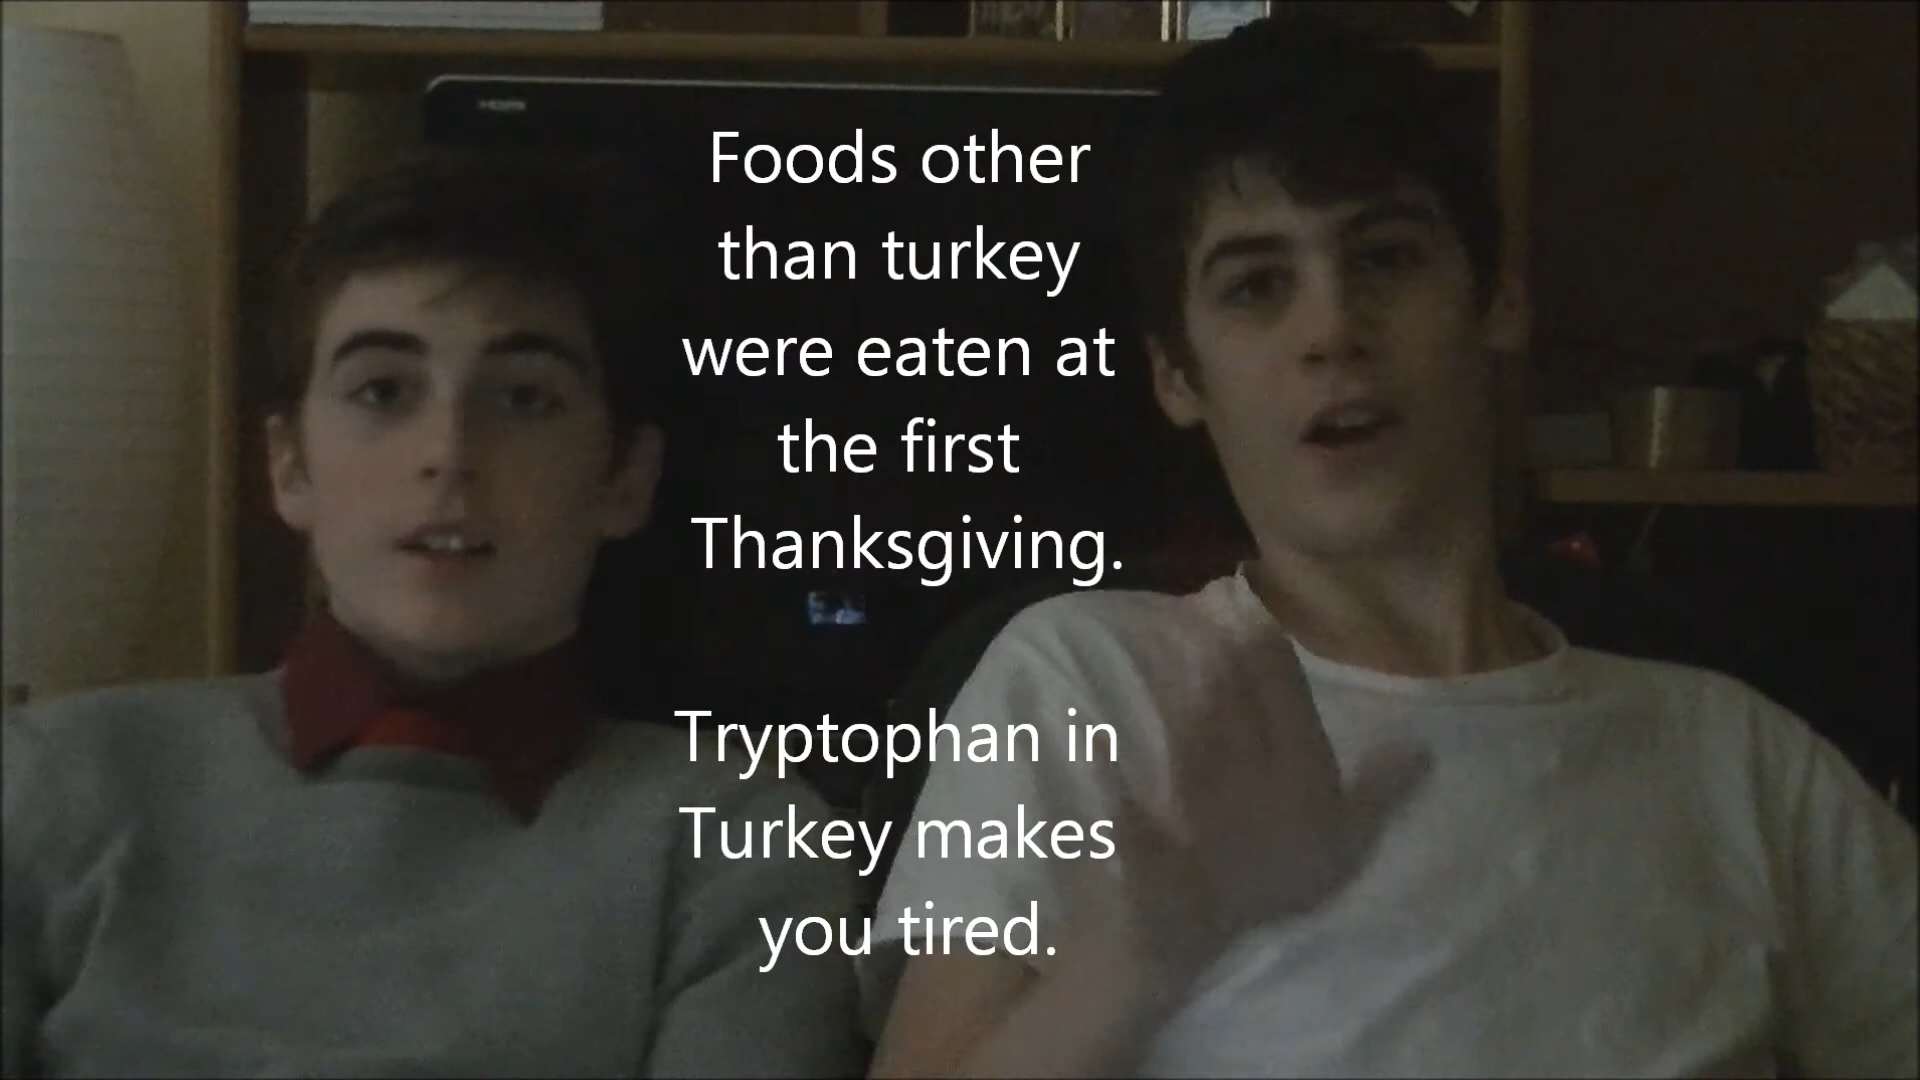 Foods other
than turkey
were eaten at
the first
Thanksgiving.
Tryptophan in
Turkey makes
you tired.